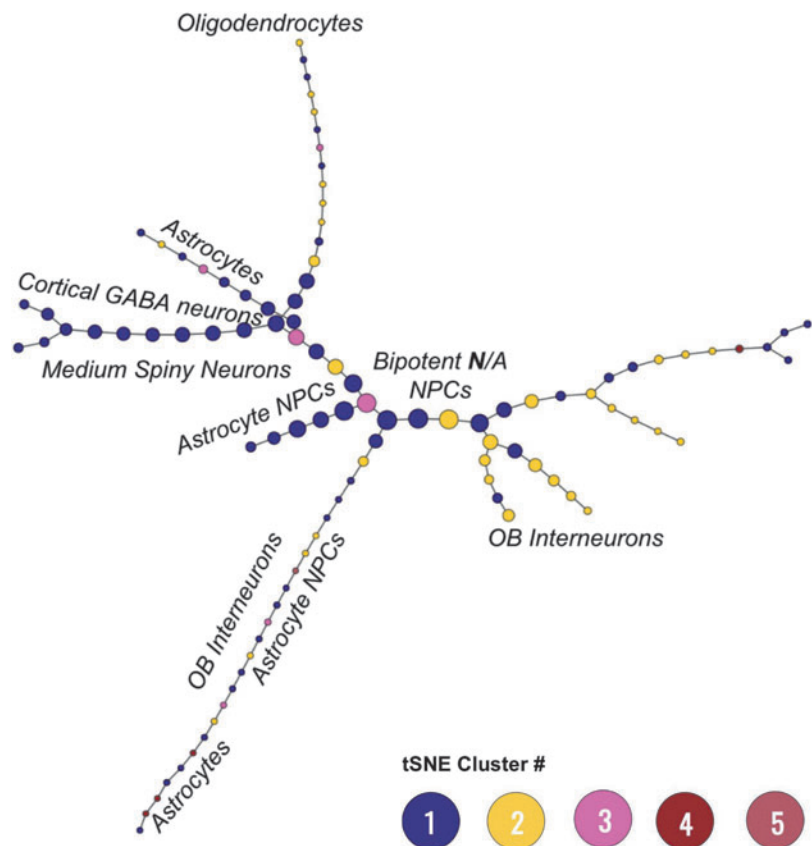 Oligodendrocytes
Astrocytes
Cortical GABA neurons
Medium Spiny Neurons
Bipotent N/A
NPCs
Astrocyte NPCs
OB Interneurons
OB Interneurons
Astrocyte NPCs
Astrocytes
tSNE Cluster #
1 2 3 4 5